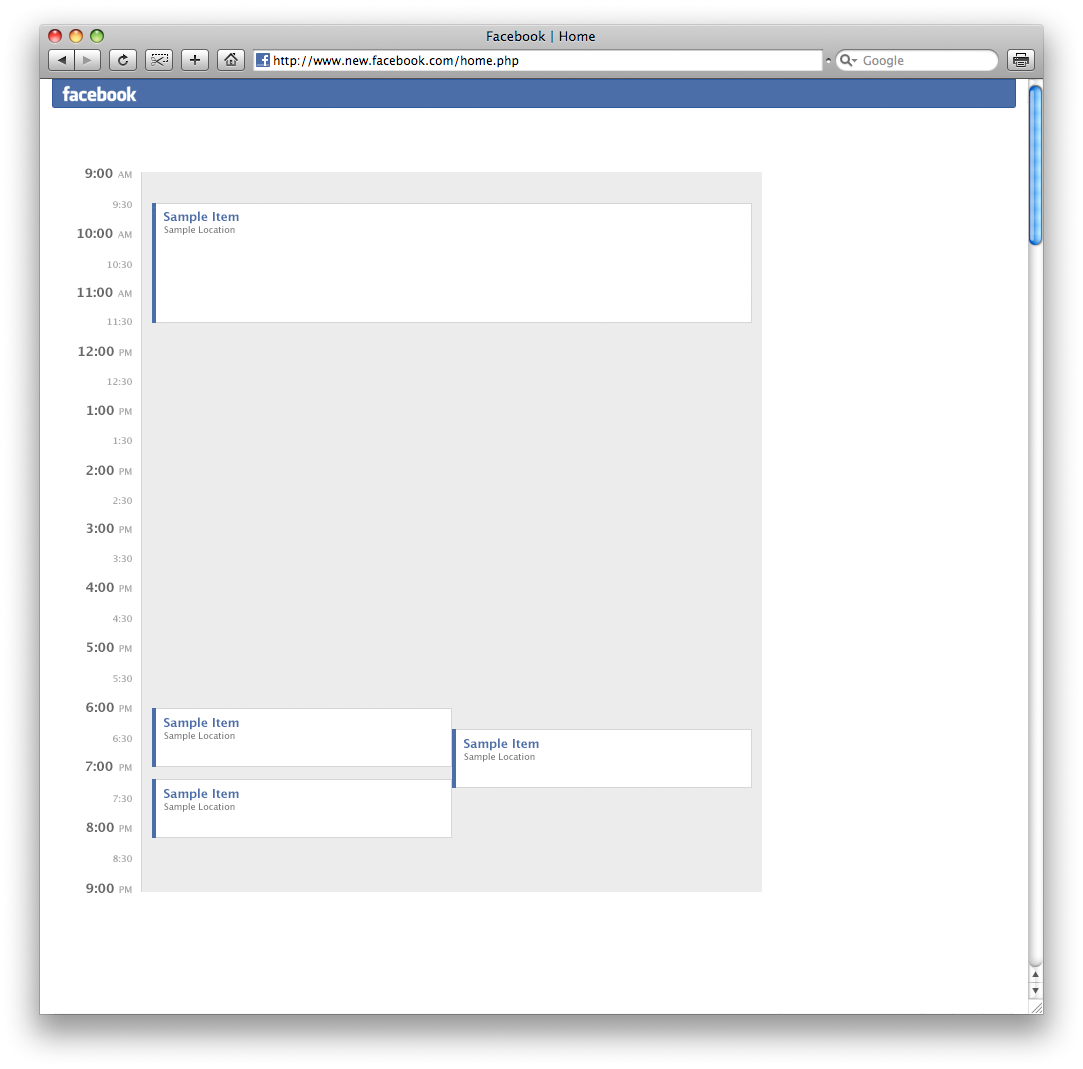 Facebook | Home
http://www.new.facebook.com/home.php
Google
facebook
9:00 AM
9:30
Sample Item
Sample Location
10:00 AM
10:30
11:00 AM
11:30
12:00 PM
12:30
1:00 PM
1:30
2:00 PM
2:30
3:00 PM
3:30
4:00 PM
4:30
5:00 PM
5:30
6:00 PM
Sample Item
Sample Location
6:30
Sample Item
Sample Location
7:00 PM
7:30
Sample Item
Sample Location
8:00 PM
8:30
9:00 PM